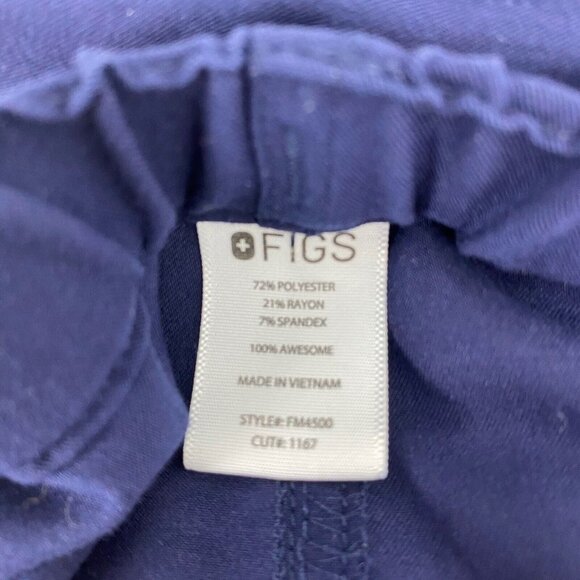 FIGS
72% POLYESTER
21% RAYON
7% SPANDEX
100% AWESOME
MADE IN VIETNAM
STYLE#: FM4500
CUT#: 1167